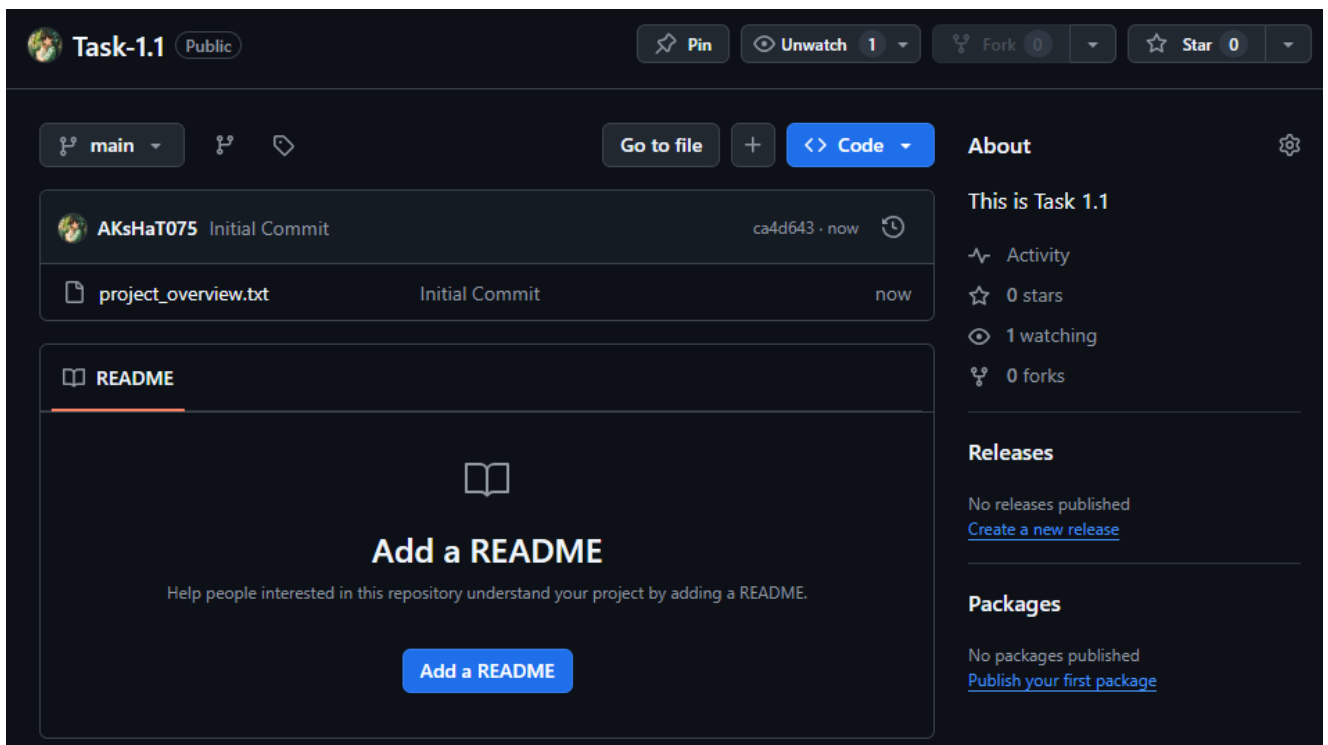 Task-1.1 Public
Pin
Unwatch 1
Fork 0
Star 0
main
Go to file
Code
AKsHaT075 Initial Commit
ca4d643 · now
project_overview.txt Initial Commit now
README
Add a README
Help people interested in this repository understand your project by adding a README.
Add a README
About
This is Task 1.1
Activity
0 stars
1 watching
0 forks
Releases
No releases published
Create a new release
Packages
No packages published
Publish your first package